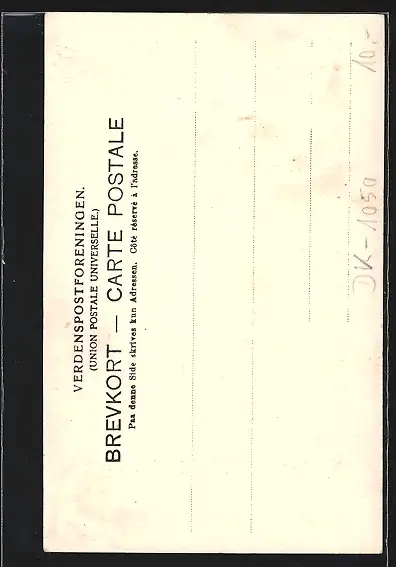 VERDENSPOSTFORENINGEN.
(UNION POSTALE UNIVERSELLE.)
BREVKORT — CARTE POSTALE
Paa denne Side skrives kun Adressen. Côté réservé à l'adresse.
10,-
DK-1050